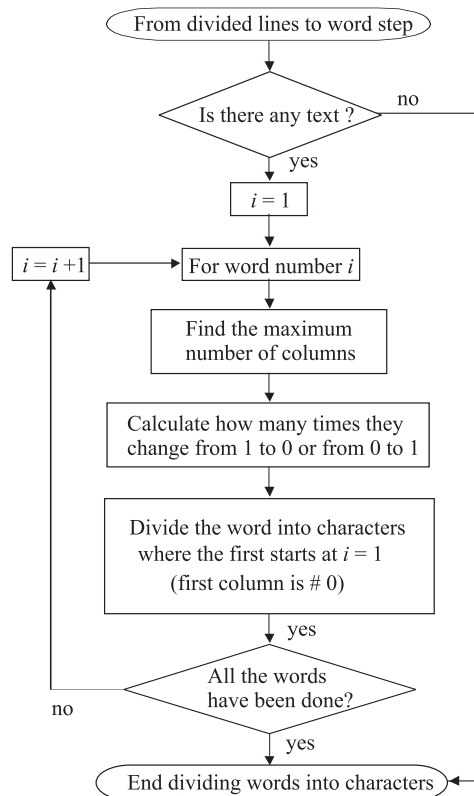 From divided lines to word step
Is there any text ?
no
yes
i = 1
i = i +1
For word number i
Find the maximum
number of columns
Calculate how many times they
change from 1 to 0 or from 0 to 1
Divide the word into characters
where the first starts at i = 1
(first column is # 0)
yes
All the words
have been done?
no
yes
End dividing words into characters